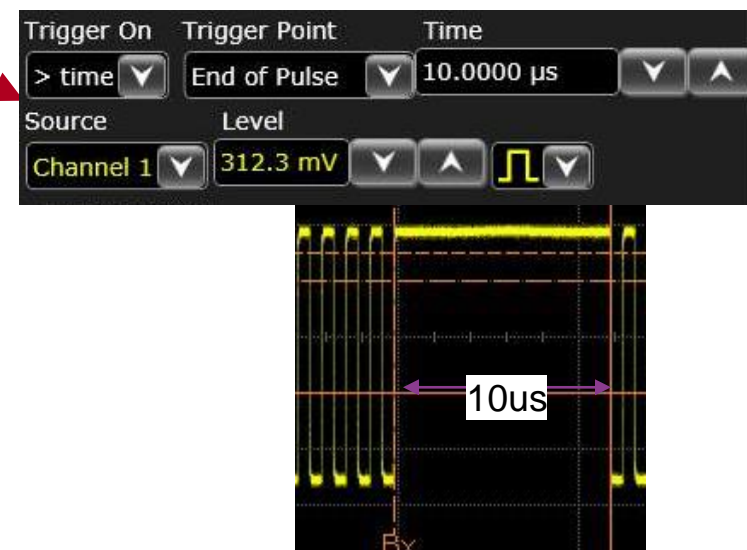 Trigger On Trigger Point Time
> time End of Pulse 10.0000 µs
Source Level
Channel 1 312.3 mV
10us
Bx